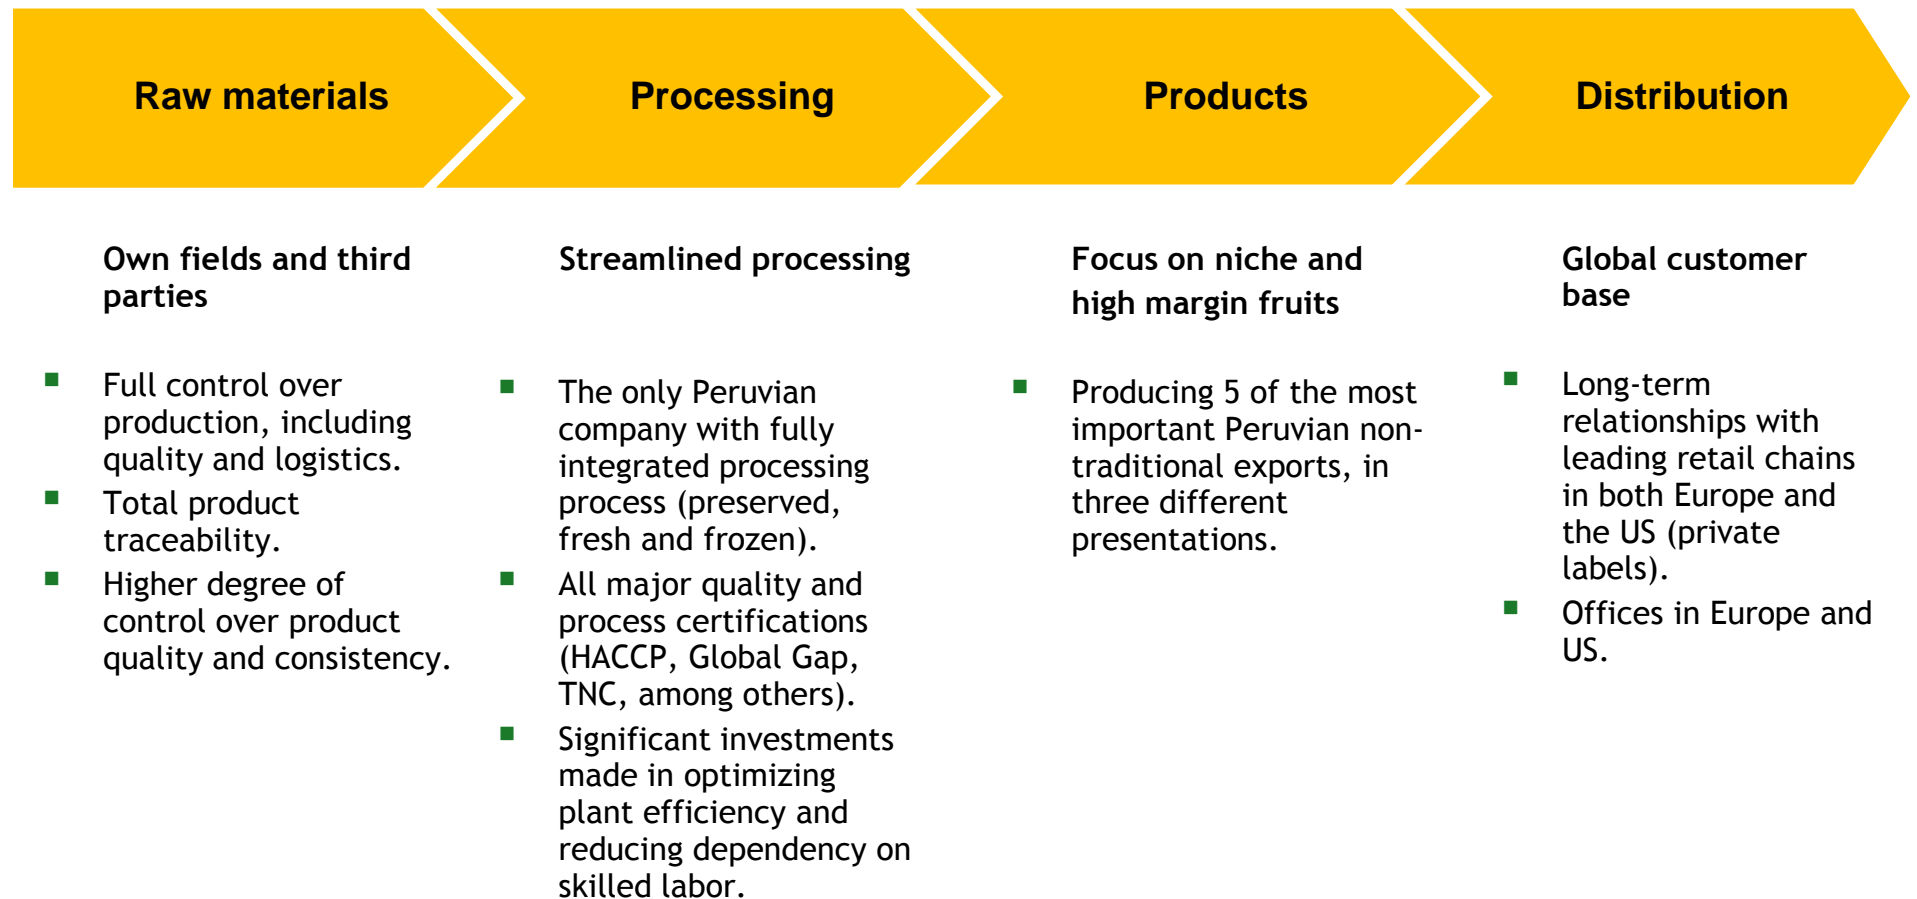 Raw materials
Processing
Products
Distribution
Own fields and third
parties
Full control over
production, including
quality and logistics.
Total product
traceability.
Higher degree of
control over product
quality and consistency.
Streamlined processing
The only Peruvian
company with fully
integrated processing
process (preserved,
fresh and frozen).
All major quality and
process certifications
(HACCP, Global Gap,
TNC, among others).
Significant investments
made in optimizing
plant efficiency and
reducing dependency on
skilled labor.
Focus on niche and
high margin fruits
Producing 5 of the most
important Peruvian non-
traditional exports, in
three different
presentations.
Global customer
base
Long-term
relationships with
leading retail chains
in both Europe and
the US (private
labels).
Offices in Europe and
US.